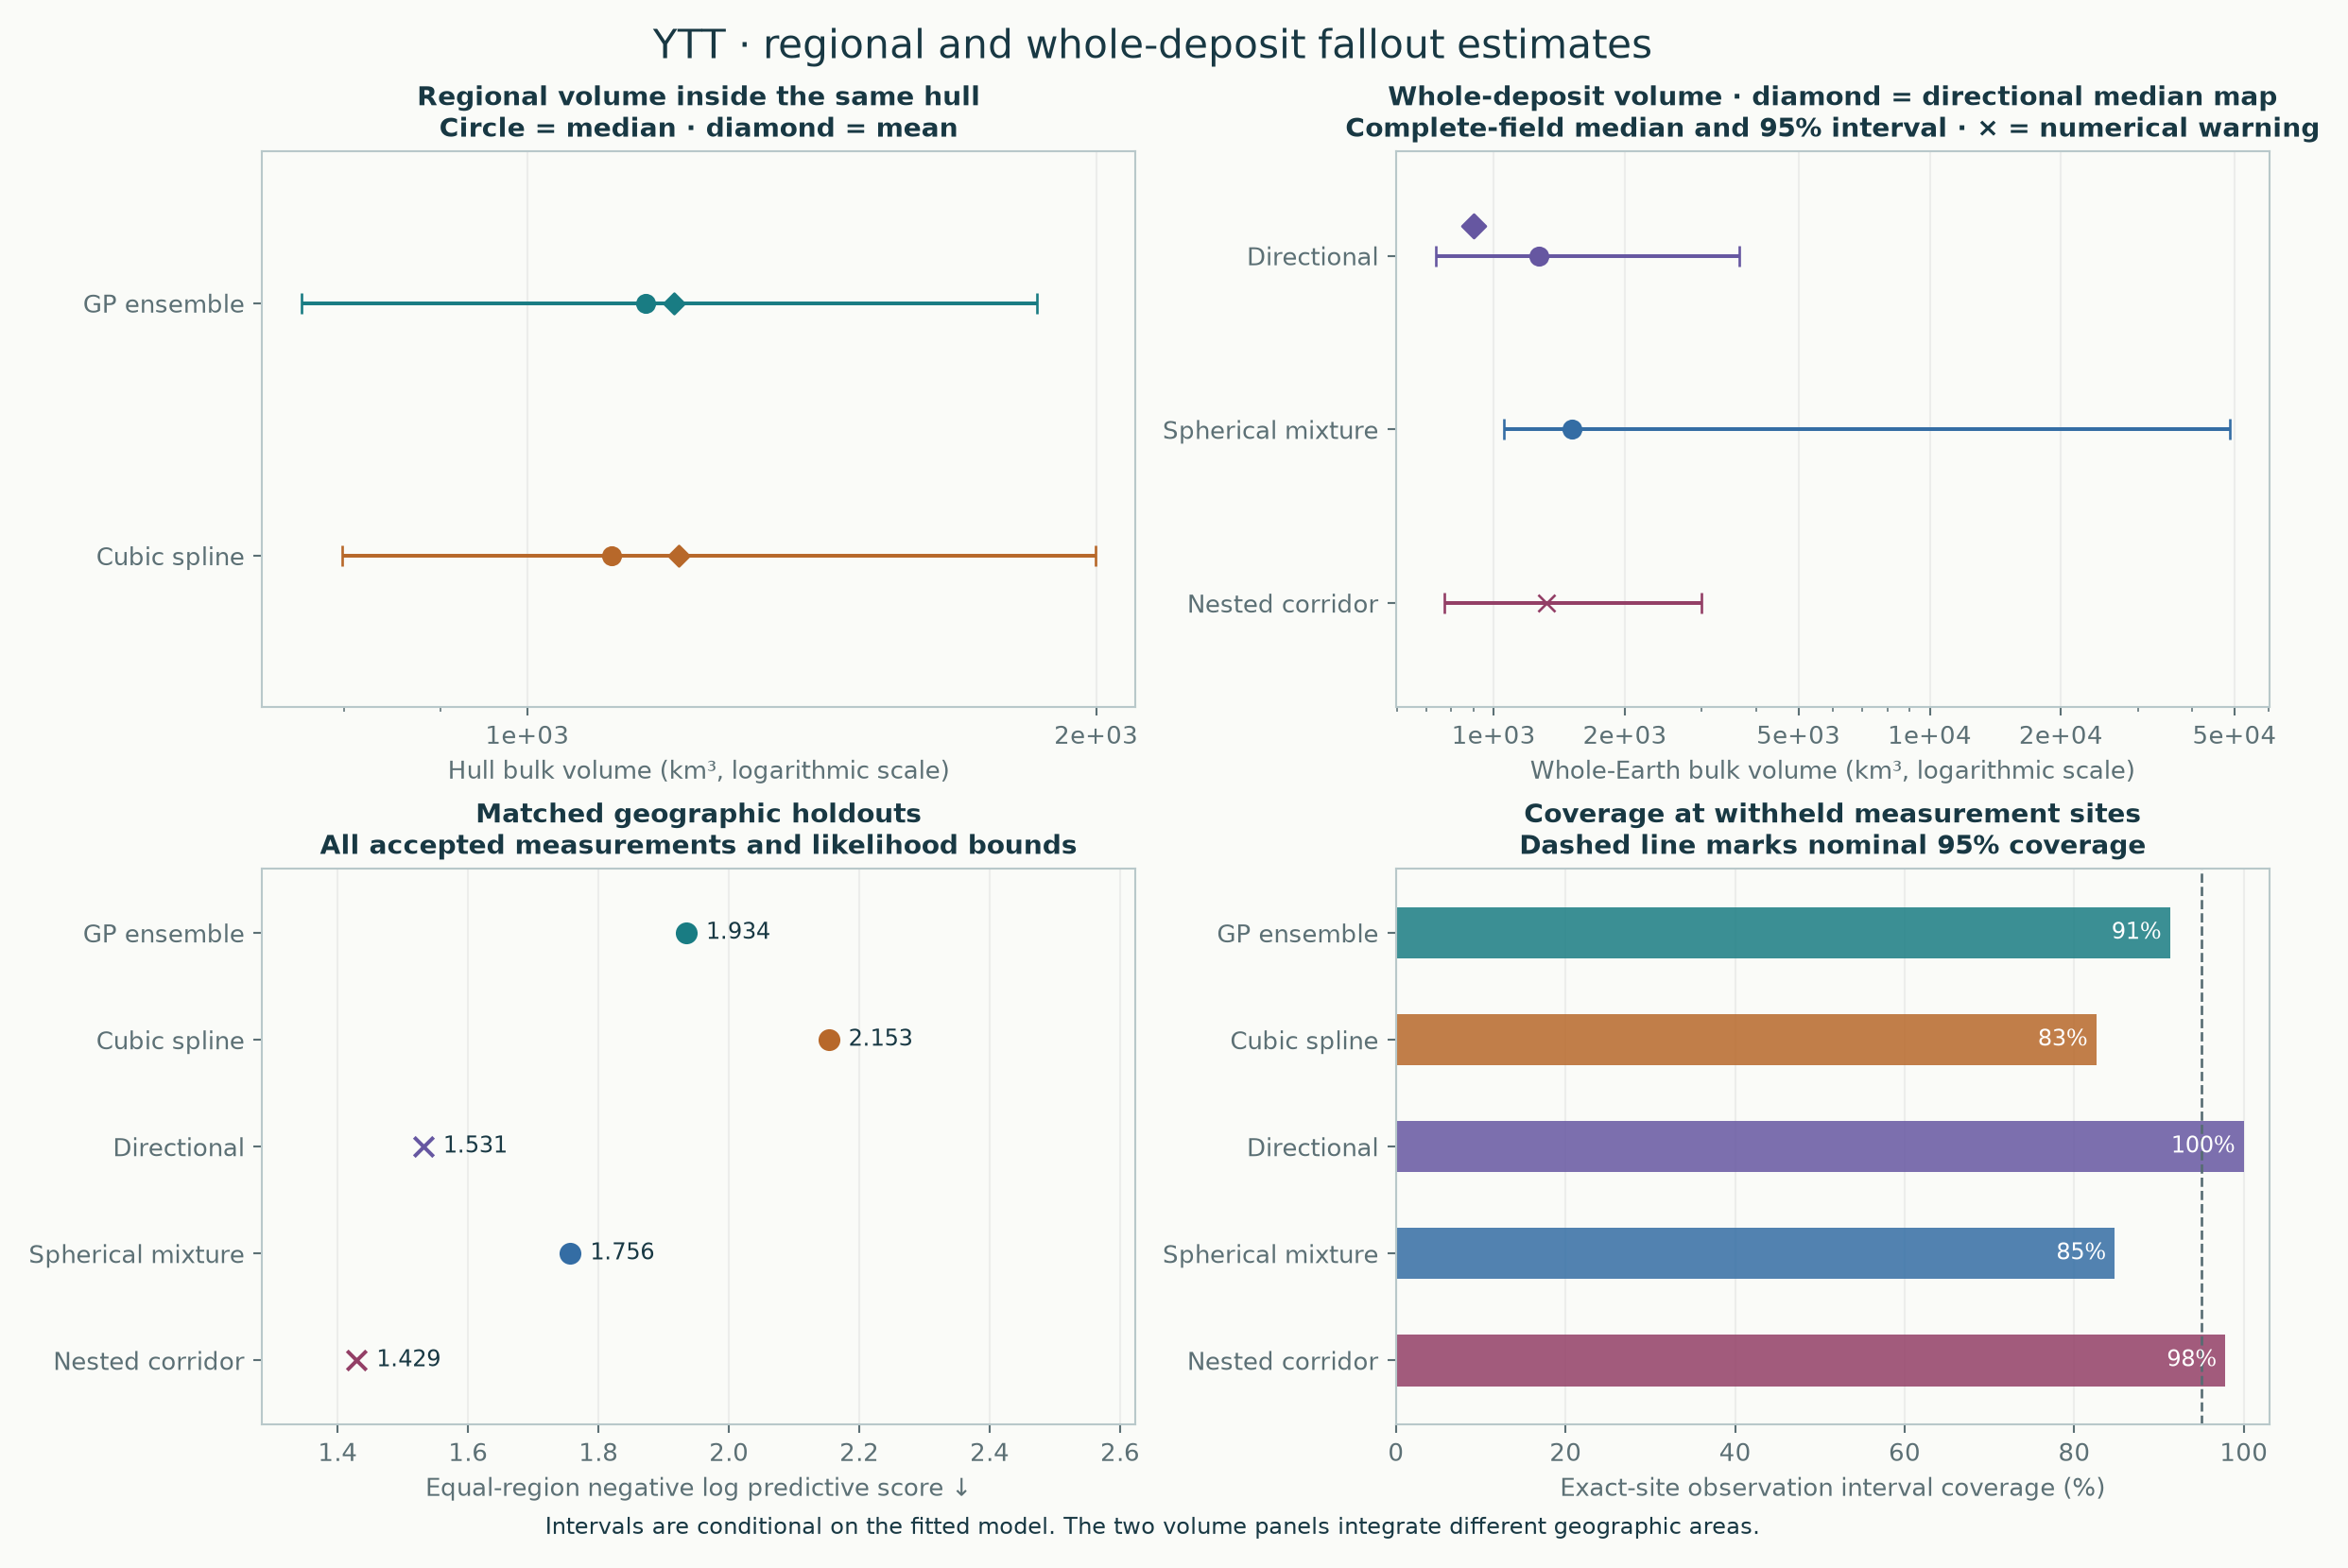 YTT · regional and whole-deposit fallout estimates
Regional volume inside the same hull
Circle = median · diamond = mean
GP ensemble
Cubic spline
1e+03
2e+03
Hull bulk volume (km³, logarithmic scale)
Whole-deposit volume · diamond = directional median map
Complete-field median and 95% interval · × = numerical warning
Directional
Spherical mixture
Nested corridor
1e+03
2e+03
5e+03
1e+04
2e+04
5e+04
Whole-Earth bulk volume (km³, logarithmic scale)
Matched geographic holdouts
All accepted measurements and likelihood bounds
GP ensemble
1.934
Cubic spline
2.153
Directional
1.531
Spherical mixture
1.756
Nested corridor
1.429
1.4
1.6
1.8
2.0
2.2
2.4
2.6
Equal-region negative log predictive score ↓
Coverage at withheld measurement sites
Dashed line marks nominal 95% coverage
GP ensemble
91%
Cubic spline
83%
Directional
100%
Spherical mixture
85%
Nested corridor
98%
0
20
40
60
80
100
Exact-site observation interval coverage (%)
Intervals are conditional on the fitted model. The two volume panels integrate different geographic areas.